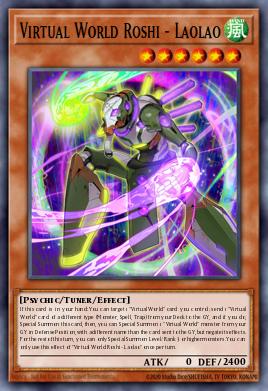 Virtual World Roshi - Laolao
[Psychic/Tuner/Effect]
If this card is in your hand: You can target 1 "Virtual World" card you control; send 1 "Virtual
World" card of a different type (Monster, Spell, Trap) from your Deck to the GY, and if you do,
Special Summon this card, then, you can Special Summon 1 "Virtual World" monster from your
GY in Defense Position, with a different name than the card sent to the GY, but negate its effects.
For the rest of this turn, you can only Special Summon Level/Rank 3 or higher monsters. You can
only use this effect of "Virtual World Roshi - Laolao" once per turn.
ATK/ 0 DEF/2400
©2020 Studio Dice/SHUEISHA, TV TOKYO, KONAMI